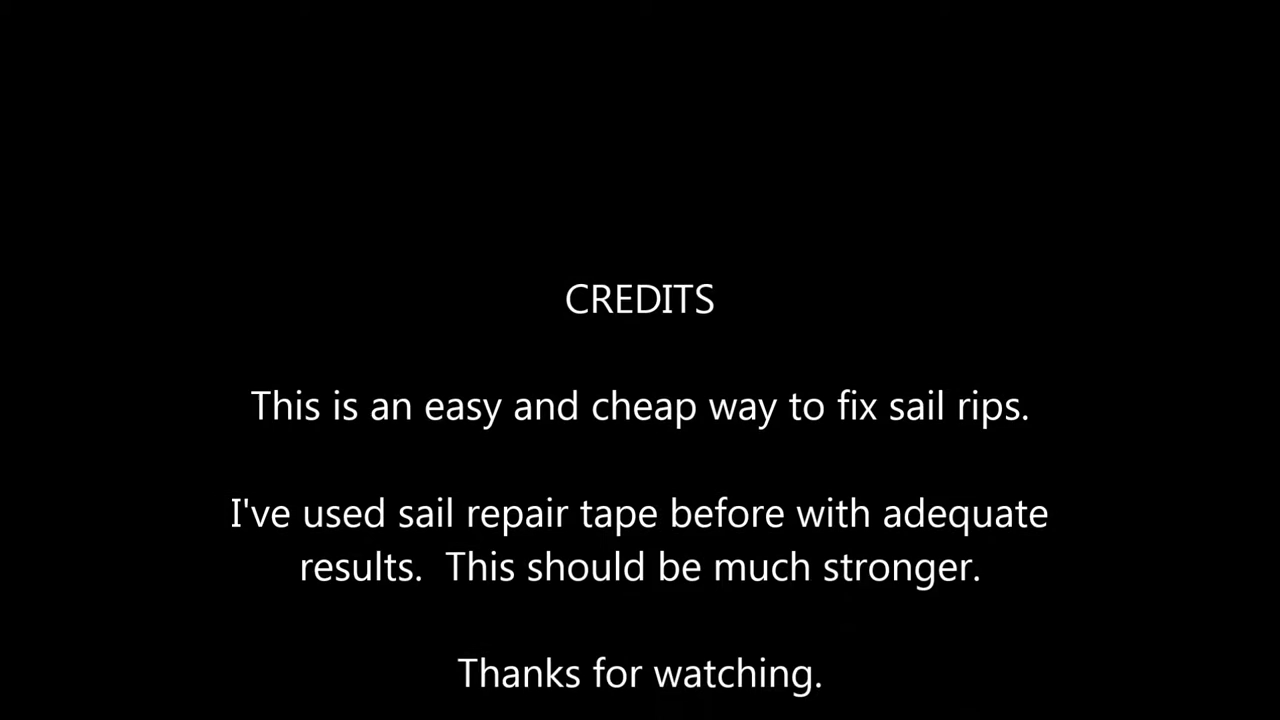 CREDITS
This is an easy and cheap way to fix sail rips.
I've used sail repair tape before with adequate
results.  This should be much stronger.
Thanks for watching.